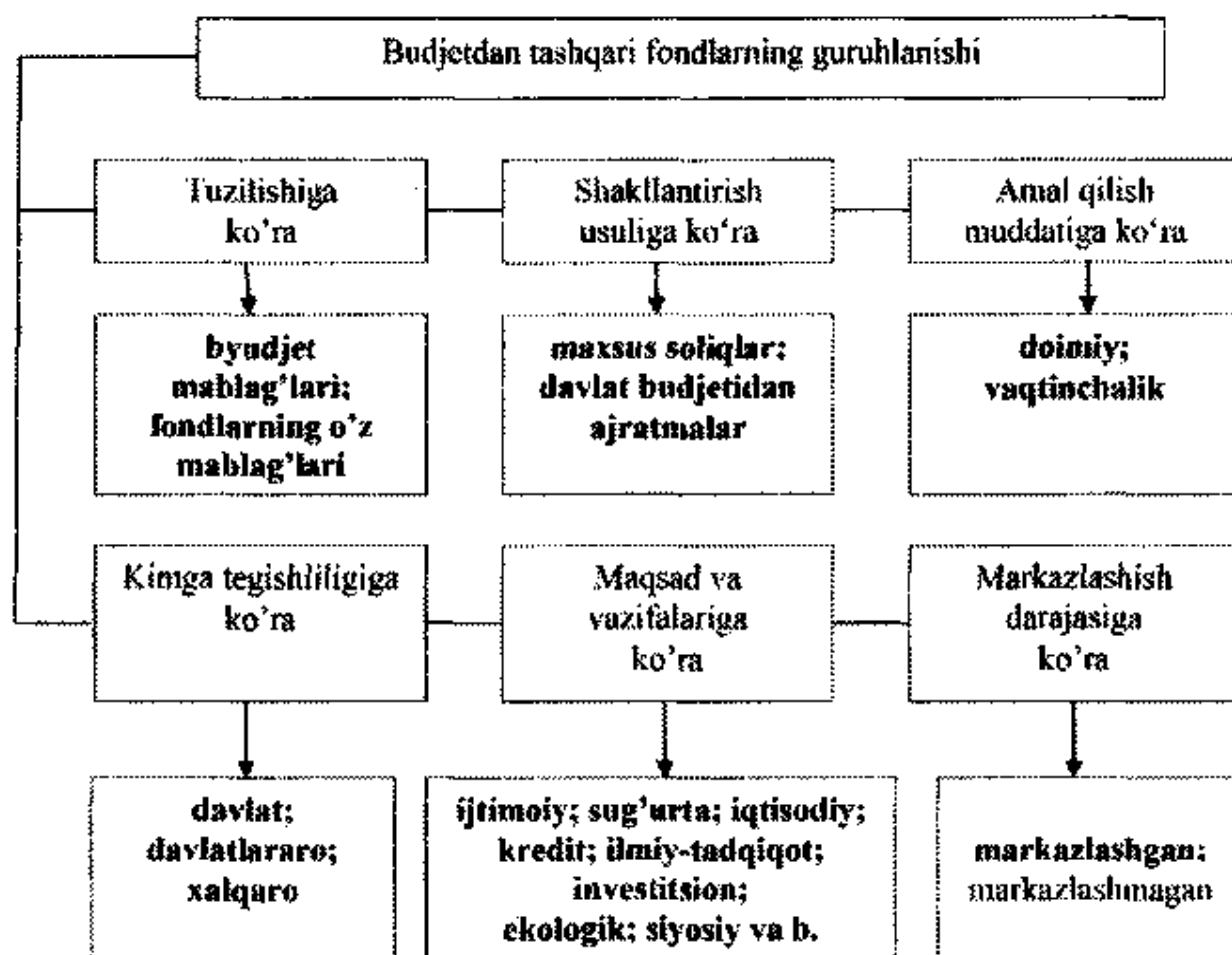 Budjetdan tashqari fondlarning guruhlanishi
Tuzilishiga
ko'ra
Shakllantirish
usuliga ko‘ra
Amal qilish
muddatiga ko‘ra
byudjet
mablag'lari;
fondlarning o'z
mablag'lari
maxsus soliqlar;
davlat budjetidan
ajratmalar
doimiy;
vaqtinchalik
Kimga tegishliligiga
ko'ra
Maqsad va
vazifalariga
ko'ra
Markazlashish
darajasiga
ko'ra
davlat;
davlatlararo;
xalqaro
ijtimoiy; sug'urta; iqtisodiy;
kredit; ilmiy-tadqiqot;
investitsion;
ekologik; siyosiy va b.
markazlashgan;
markazlashmagan